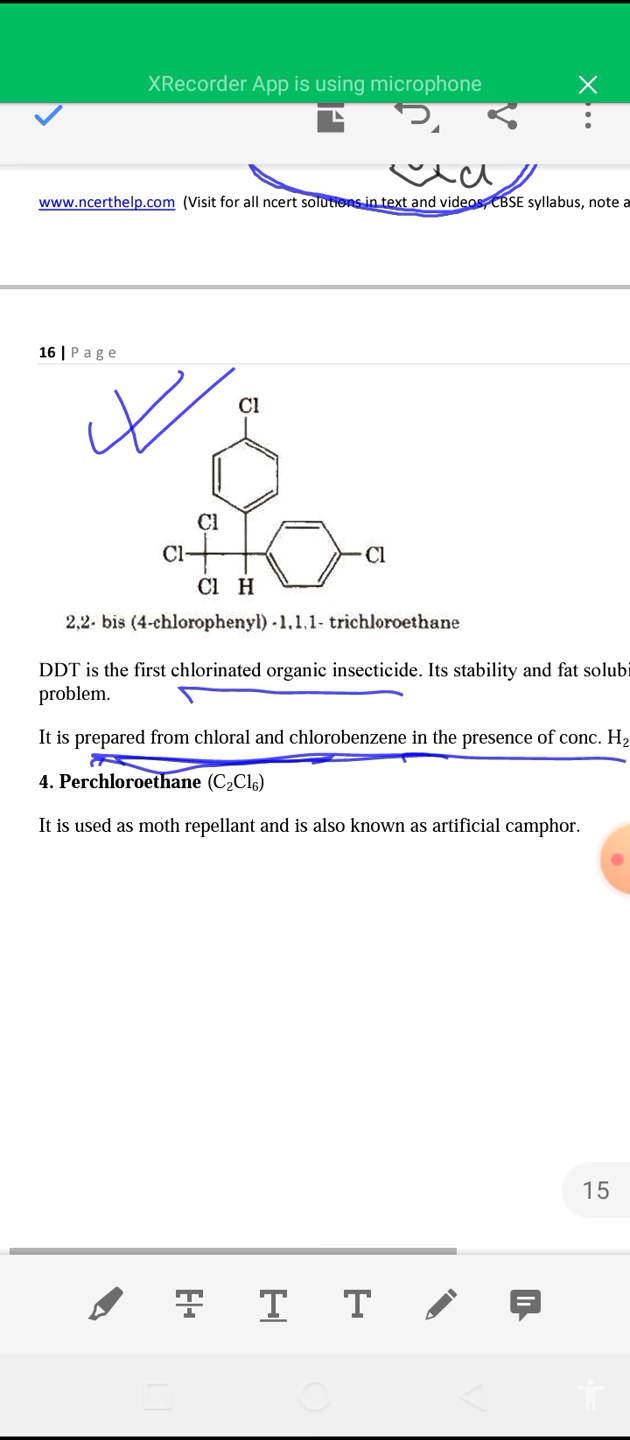 XRecorder App is using microphone
cl
www.ncerthelp.com (Visit for all ncert solutions in text and videos, CBSE syllabus, note a
16 | Page
Cl
Cl
Cl
Cl
Cl H
2,2- bis (4-chlorophenyl) -1,1,1- trichloroethane
DDT is the first chlorinated organic insecticide. Its stability and fat solubi
problem.
It is prepared from chloral and chlorobenzene in the presence of conc. H₂
4. Perchloroethane (C₂Cl₆)
It is used as moth repellant and is also known as artificial camphor.
15